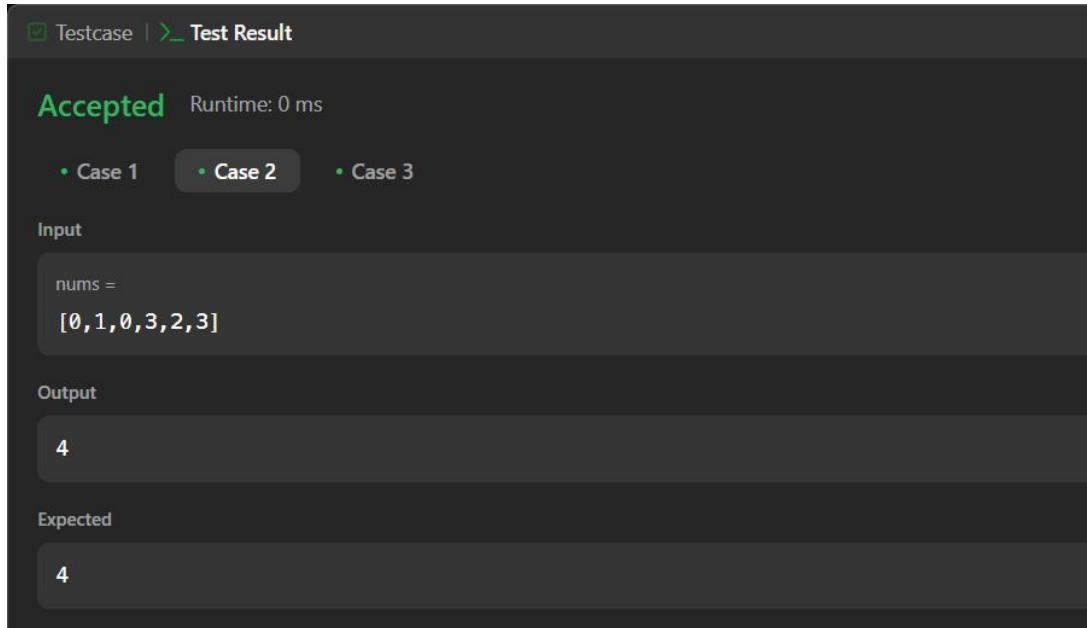 Testcase | >_ Test Result
Accepted Runtime: 0 ms
• Case 1 • Case 2 • Case 3
Input
nums =
[0,1,0,3,2,3]
Output
4
Expected
4